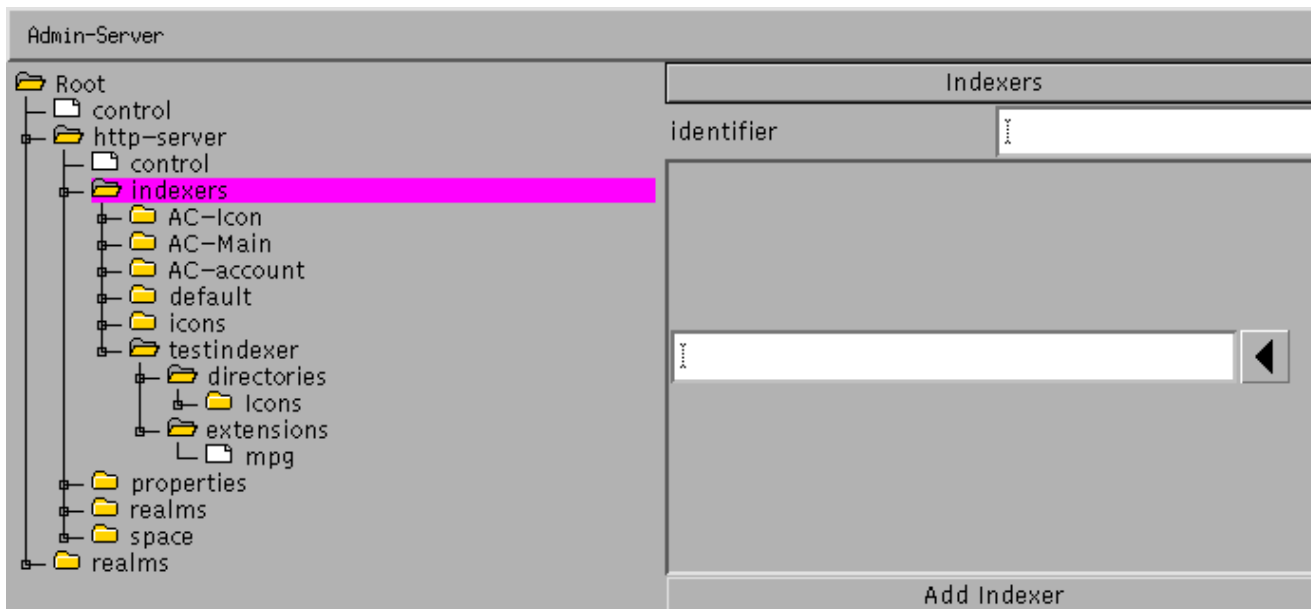 Admin-Server
Root
control
http-server
control
indexers
AC-Icon
AC-Main
AC-account
default
icons
testindexer
directories
Icons
extensions
mpg
properties
realms
space
realms
Indexers
identifier
Add Indexer